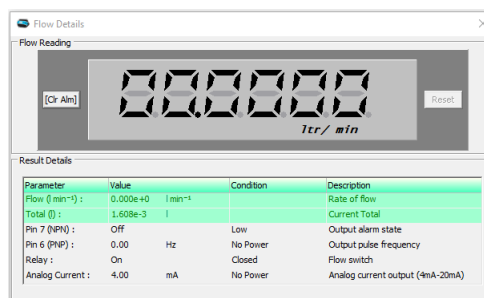 Flow Details
Flow Reading
[Clr Alm]
00.0000
Reset
ltr/ min
Result Details
Parameter Value Condition Description
Flow (l min⁻¹) : 0.000e+0 l min⁻¹ Rate of flow
Total (l) : 1.608e-3 l Current Total
Pin 7 (NPN) : Off Low Output alarm state
Pin 6 (PNP) : 0.00 Hz No Power Output pulse frequency
Relay : On Closed Flow switch
Analog Current : 4.00 mA No Power Analog current output (4mA-20mA)